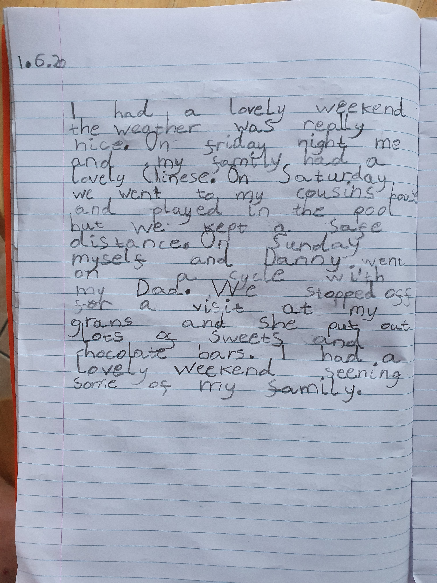 1.6.20
I had a lovely weekend
the weather was really
nice. On friday night me
and my family had a
lovely Chinese. On Saturday
we went to my cousins
and played in the pool
but we kept a safe
distance. On Sunday
myself and Danny went
on a cycle with
my Dad. We stopped off
for a visit at my
grans and she put out
lots of sweets and
chocolate bars. I had a
lovely weekend seening
some of my family.